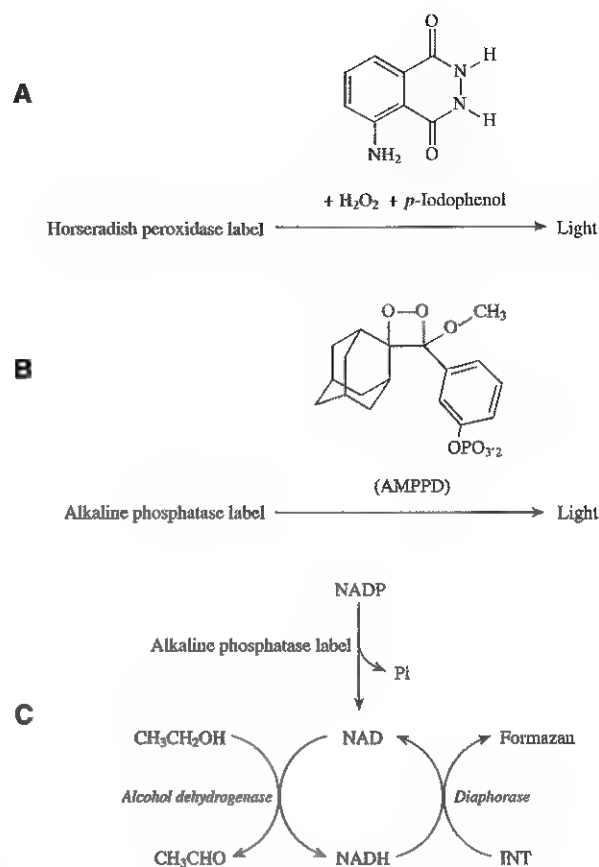 A
O
N
H
N
H
NH₂
O
+ H₂O₂ + p-Iodophenol
Horseradish peroxidase label
Light
B
O
O
O
CH₃
OPO₃-2
(AMPPD)
Alkaline phosphatase label
Light
C
NADP
Alkaline phosphatase label
Pi
CH₃CH₂OH
NAD
Formazan
Alcohol dehydrogenase
Diaphorase
CH₃CHO
NADH
INT